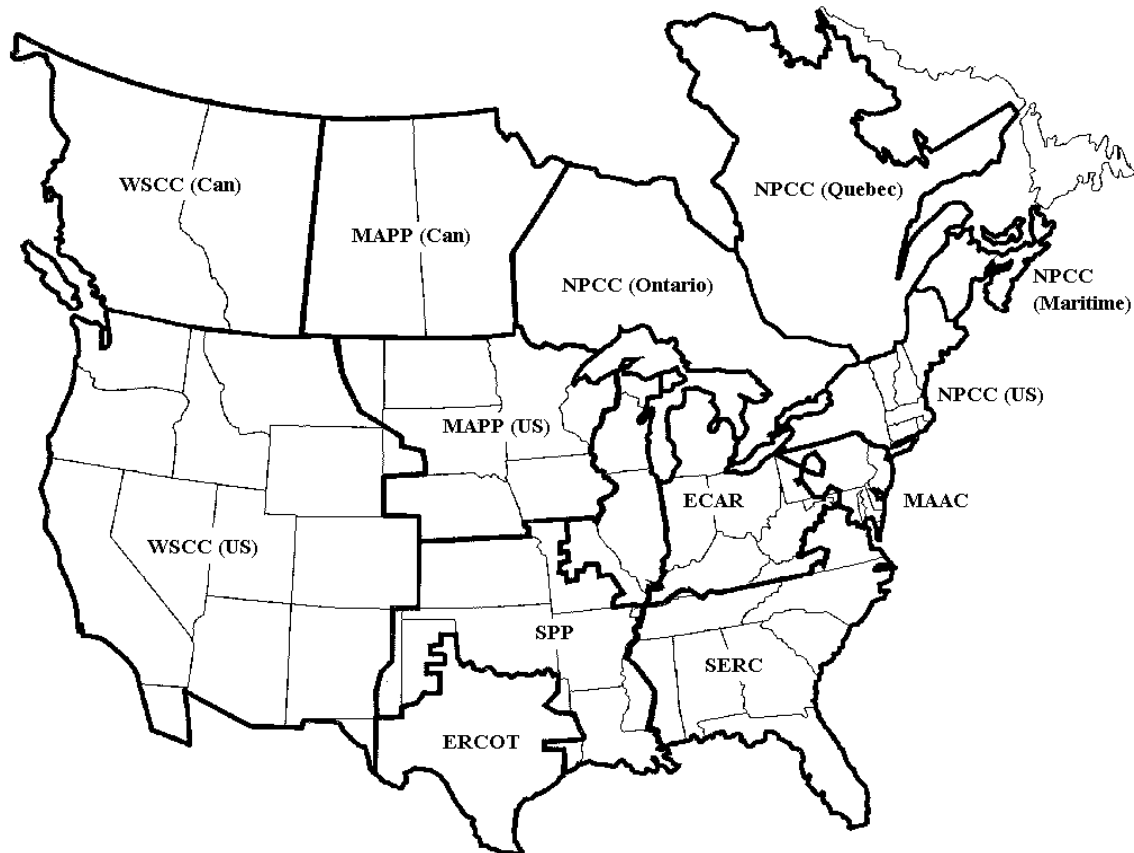 WSCC (Can)
NPCC (Quebec)
MAPP (Can)
NPCC (Ontario)
NPCC
(Maritime)
NPCC (US)
MAPP (US)
ECAR
MAAC
WSCC (US)
SPP
SERC
ERCOT